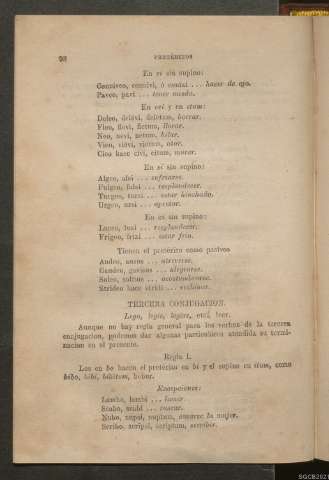 98 PRETÉRITOS
En vi sin supino:
Conniveo, connivi, ó connixi ... hacer de ojo.
Paveo, pavi ... tener miedo.
En evi y en etum:
Deleo, delevi, deletum, borrar.
Fleo, flevi, fletum, llorar.
Neo, nevi, netum, hilar.
Vieo, vievi, vietum, atar.
Cieo hace civi, citum, mover.
En si sin supino:
Algeo, alsi ... enfriarse.
Fulgeo, fulsi ... resplandecer.
Turgeo, tursi ... estar hinchado.
Urgeo, ursi ... apretar.
En xi sin supino:
Luceo, luxi ... resplandecer.
Frigeo, frixi ... estar frio.
Tienen el pretérito como pasivos
Audeo, ausus ... atreverse.
Gaudeo, gavisus ... alegrarse.
Soleo, solitus ... acostumbrarse.
Strideo hace stridi ... rechinar.
TERCERA CONJUGACION.
Lego, legis, legere, etc., leer.
Aunque no hay regla general para los verbos de la tercera
conjugacion, podemos dar algunas particulares atendida su termi-
nacion en el presente.
Regla I.
Los en bo hacen el pretérito en bi y el supino en itum, como
bibo, bibi, bibitum, beber.
Excepciones:
Lambo, lambi ... lamer.
Scabo, scabi ... rascar.
Nubo, nupsi, nuptum, casarse la mujer.
Scribo, scripsi, scriptum, escribir.